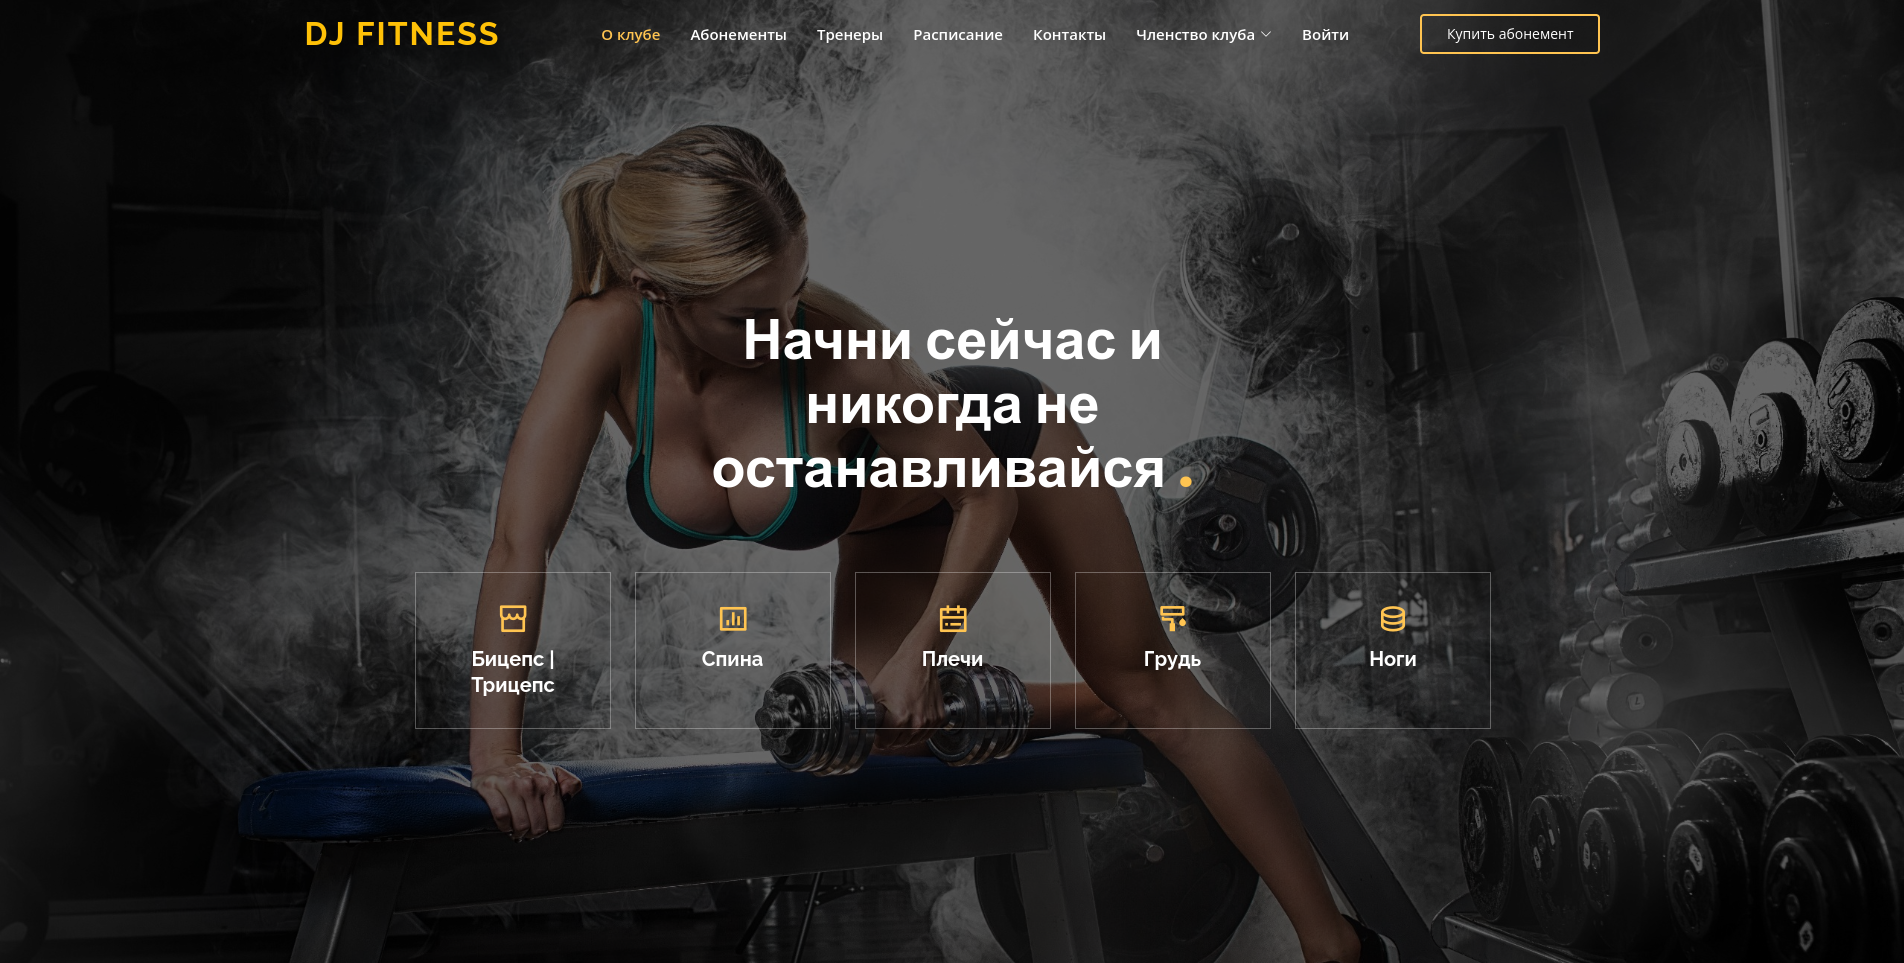 DJ FITNESS
О клубе
Абонементы
Тренеры
Расписание
Контакты
Членство клуба
Войти
Купить абонемент
Начни сейчас и
никогда не
останавливайся .
Бицепс |
Трицепс
Спина
Плечи
Грудь
Ноги